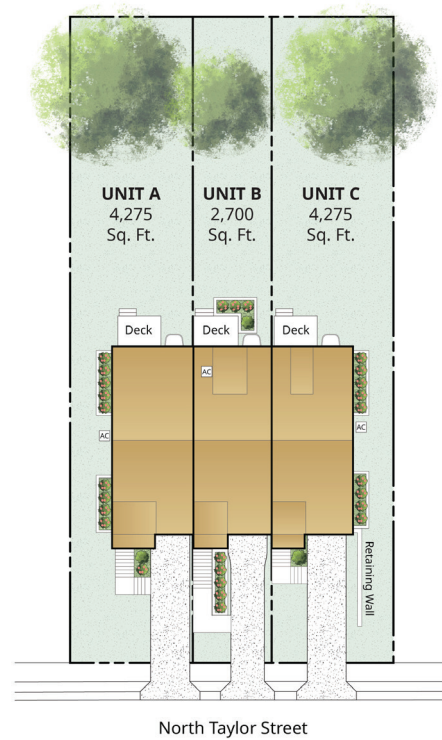 UNIT A
4,275
Sq. Ft.
UNIT B
2,700
Sq. Ft.
UNIT C
4,275
Sq. Ft.
Deck
Deck
Deck
AC
AC
AC
Retaining Wall
North Taylor Street